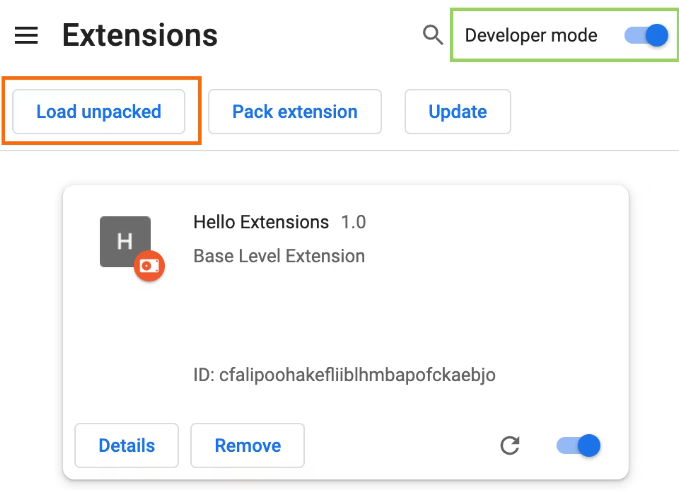 Extensions
Developer mode
Load unpacked
Pack extension
Update
H
Hello Extensions 1.0
Base Level Extension
ID: cfalipoohakefliiblhmbapofckaebjo
Details
Remove